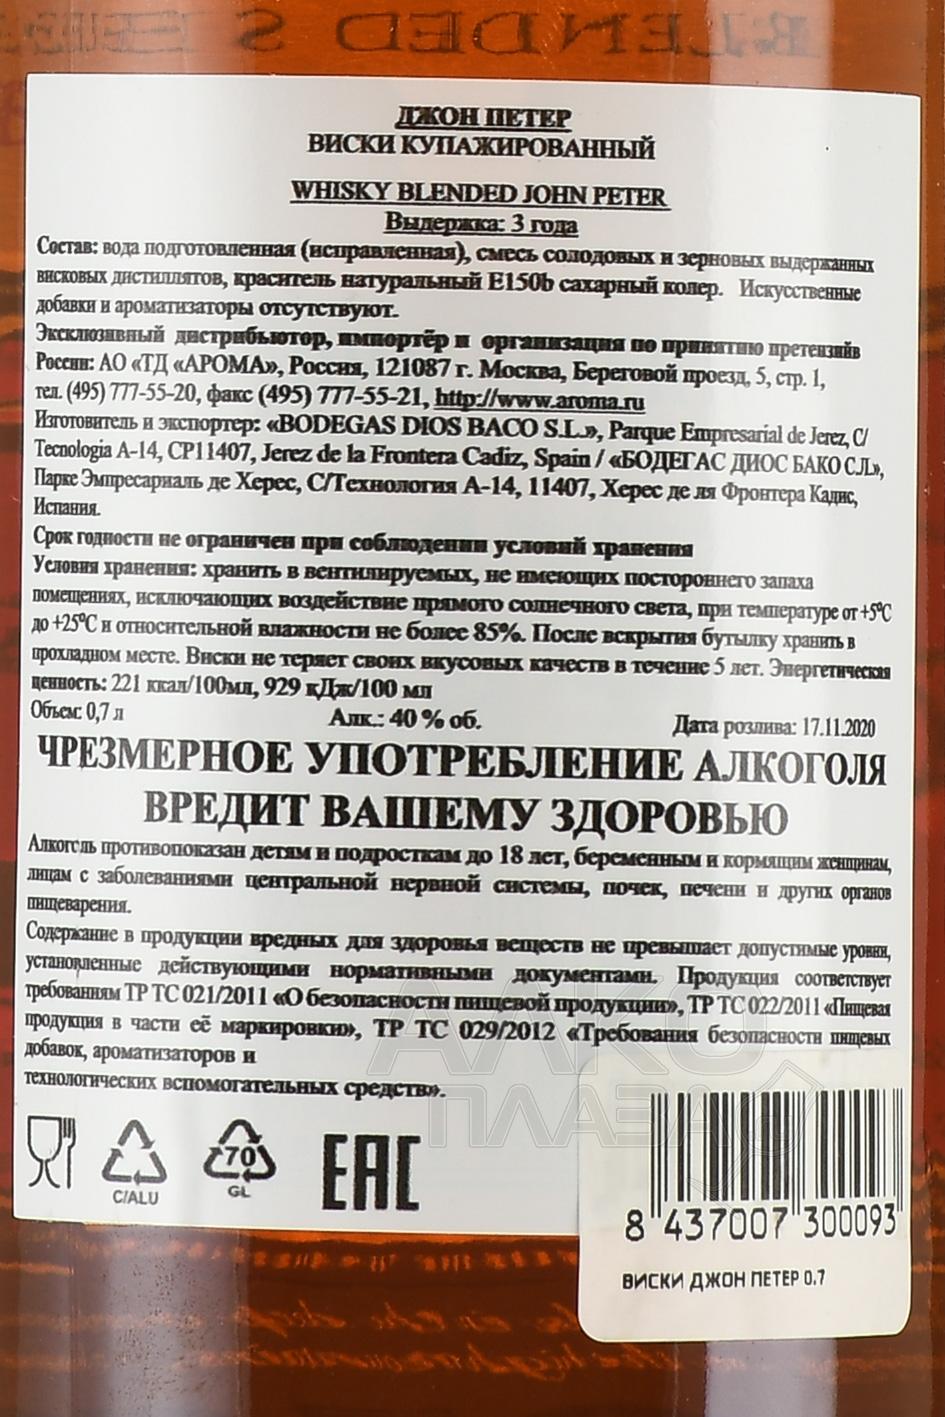 BLENDED S
ДЖОН ПЕТЕР
ВИСКИ КУПАЖИРОВАННЫЙ
WHISKY BLENDED JOHN PETER
Выдержка: 3 года
Состав: вода подготовленная (исправленная), смесь солодовых и зерновых выдержанных
висковых дистиллятов, краситель натуральный Е150b сахарный колер. Искусственные
добавки и ароматизаторы отсутствуют.
Эксклюзивный дистрибьютор, импортёр и организация по принятию претензийв
России: АО «ТД «АРОМА», Россия, 121087 г. Москва, Береговой проезд, 5, стр. 1,
тел. (495) 777-55-20, факс (495) 777-55-21, http://www.aroma.ru
Изготовитель и экспортер: «BODEGAS DIOS BACO S.L.», Parque Empresarial de Jerez, C/
Tecnologia A-14, CP11407, Jerez de la Frontera Cadiz, Spain / «БОДЕГАС ДИОС БАКО С.Л»,
Парке Эмпресариаль де Херес, С/Технология А-14, 11407, Херес де ля Фронтера Кадис,
Испания.
Срок годности не ограничен при соблюдении условий хранения
Условия хранения: хранить в вентилируемых, не имеющих постороннего запаха
помещениях, исключающих воздействие прямого солнечного света, при температуре от +5ºС
до +25ºС и относительной влажности не более 85%. После вскрытия бутылку хранить в
прохладном месте. Виски не теряет своих вкусовых качеств в течение 5 лет. Энергетическая
ценность: 221 ккал/100мл, 929 кДж/100 мл
Объем: 0,7 л Алк.: 40 % об. Дата розлива: 17.11.2020
ЧРЕЗМЕРНОЕ УПОТРЕБЛЕНИЕ АЛКОГОЛЯ
ВРЕДИТ ВАШЕМУ ЗДОРОВЬЮ
Алкоголь противопоказан детям и подросткам до 18 лет, беременным и кормящим женщинам,
лицам с заболеваниями центральной нервной системы, почек, печени и других органов
пищеварения.
Содержание в продукции вредных для здоровья веществ не превышает допустимые уровни,
установленные действующими нормативными документами. Продукция соответствует
требованиям ТР ТС 021/2011 «О безопасности пищевой продукции», ТР ТС 022/2011 «Пищевая
продукция в части её маркировки», ТР ТС 029/2012 «Требования безопасности пищевых
добавок, ароматизаторов и
технологических вспомогательных средств».
C/ALU
70
GL
EAC
АЛКО
ПЛАЗА
8 437007 300093
ВИСКИ ДЖОН ПЕТЕР 0.7